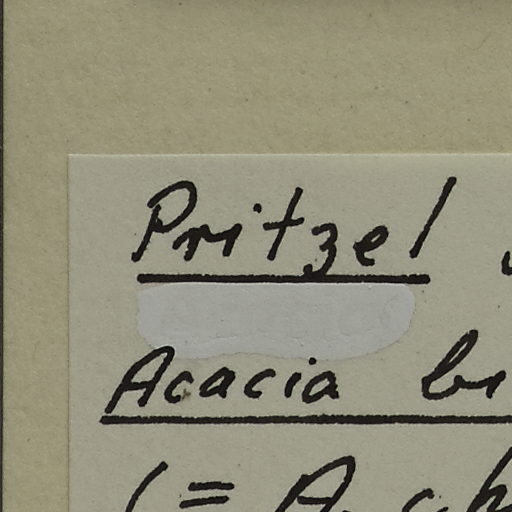 Pritzel
Acacia
(= A.